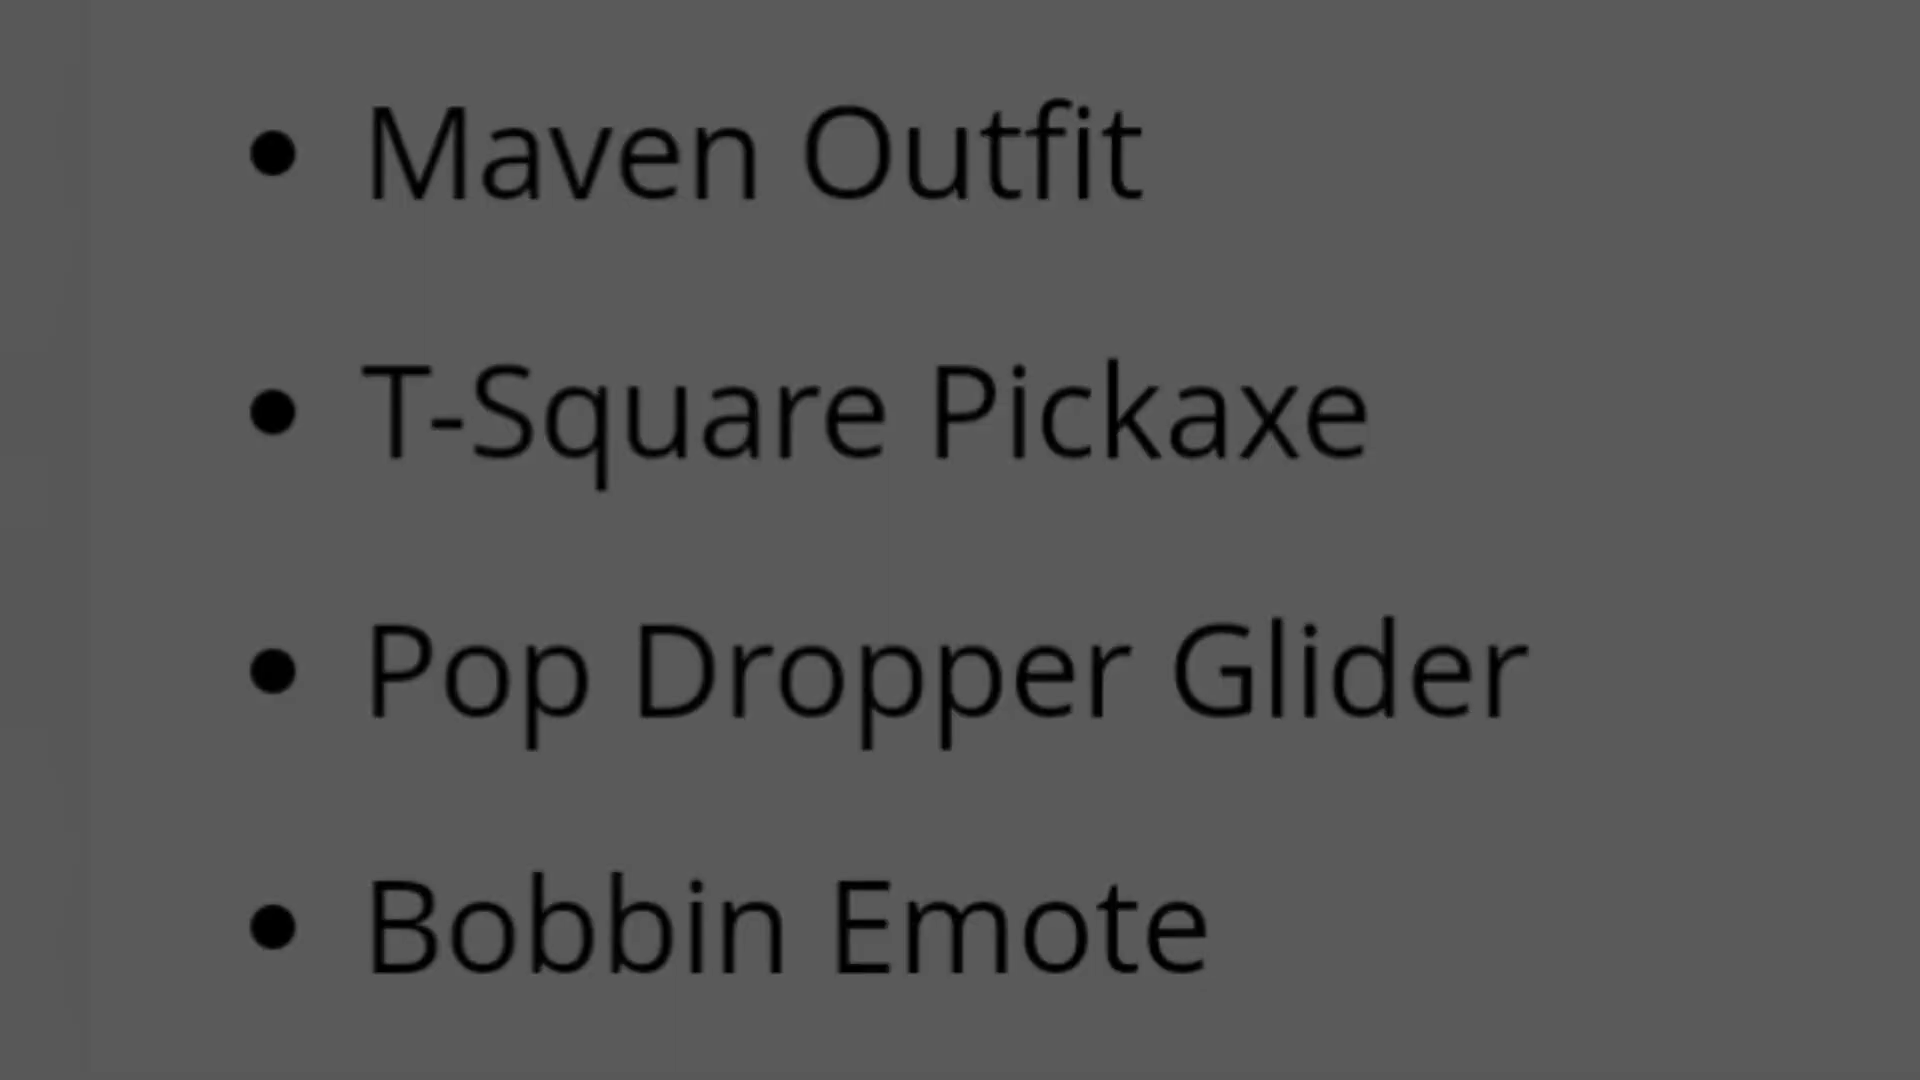 • Maven Outfit
• T-Square Pickaxe
• Pop Dropper Glider
• Bobbin Emote